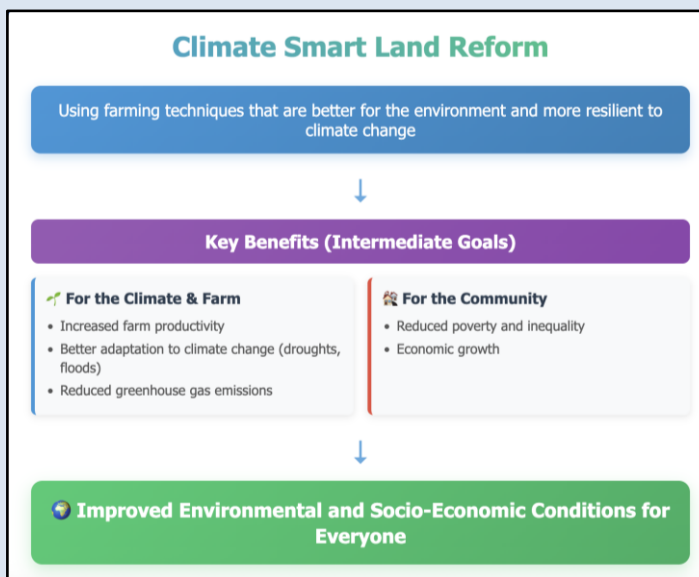 Climate Smart Land Reform
Using farming techniques that are better for the environment and more resilient to
climate change
↓
Key Benefits (Intermediate Goals)
For the Climate & Farm
• Increased farm productivity
• Better adaptation to climate change (droughts,
floods)
• Reduced greenhouse gas emissions
For the Community
• Reduced poverty and inequality
• Economic growth
↓
Improved Environmental and Socio-Economic Conditions for
Everyone